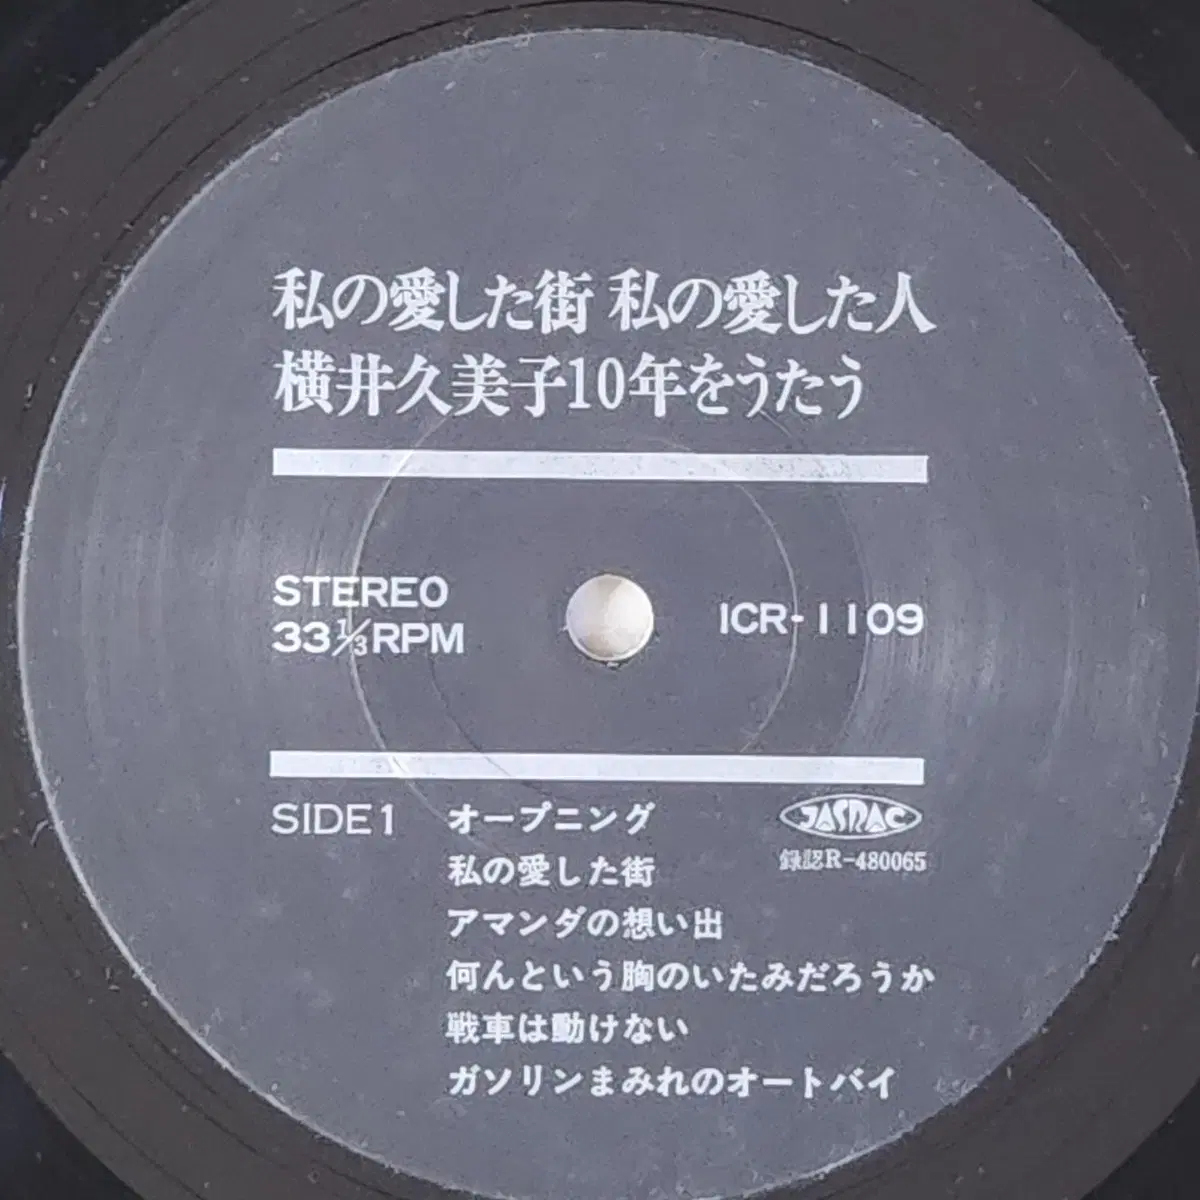 私の愛した街 私の愛した人
横井久美子10年をうたう
STEREO
33⅓RPM
ICR-1109
SIDE1
オープニング
私の愛した街
アマンダの想い出
何んという胸のいたみだろうか
戦車は動けない
ガソリンまみれのオートバイ
JASRAC
録認R-480065